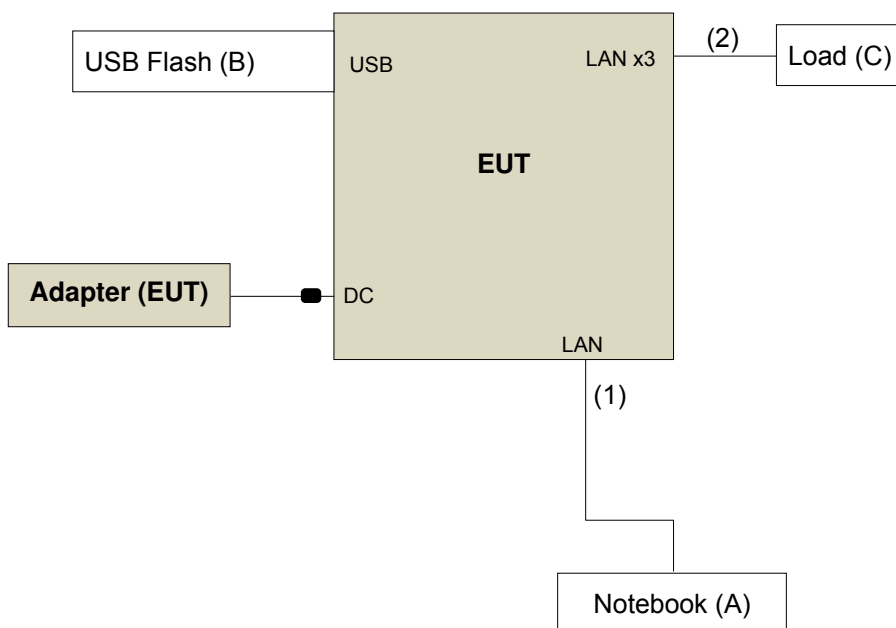 USB Flash (B)
USB
LAN x3
(2)
Load (C)
EUT
Adapter (EUT)
DC
LAN
(1)
Notebook (A)